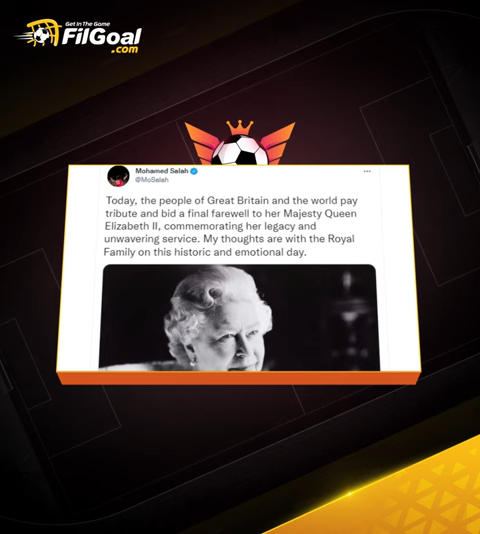 Get In The Game
FilGoal
.com
Mohamed Salah
@MoSalah
Today, the people of Great Britain and the world pay
tribute and bid a final farewell to her Majesty Queen
Elizabeth II, commemorating her legacy and
unwavering service. My thoughts are with the Royal
Family on this historic and emotional day.